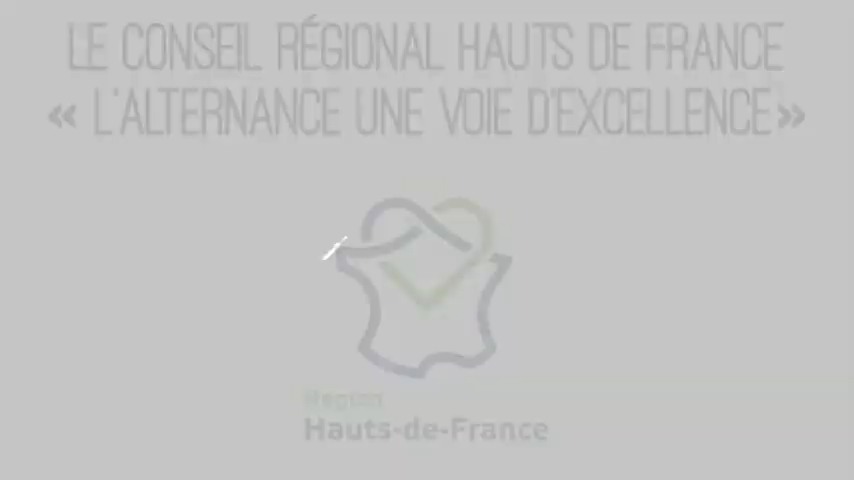 LE CONSEIL RÉGIONAL HAUTS DE FRANCE
« L'ALTERNANCE UNE VOIE D'EXCELLENCE»
Région
Hauts-de-France